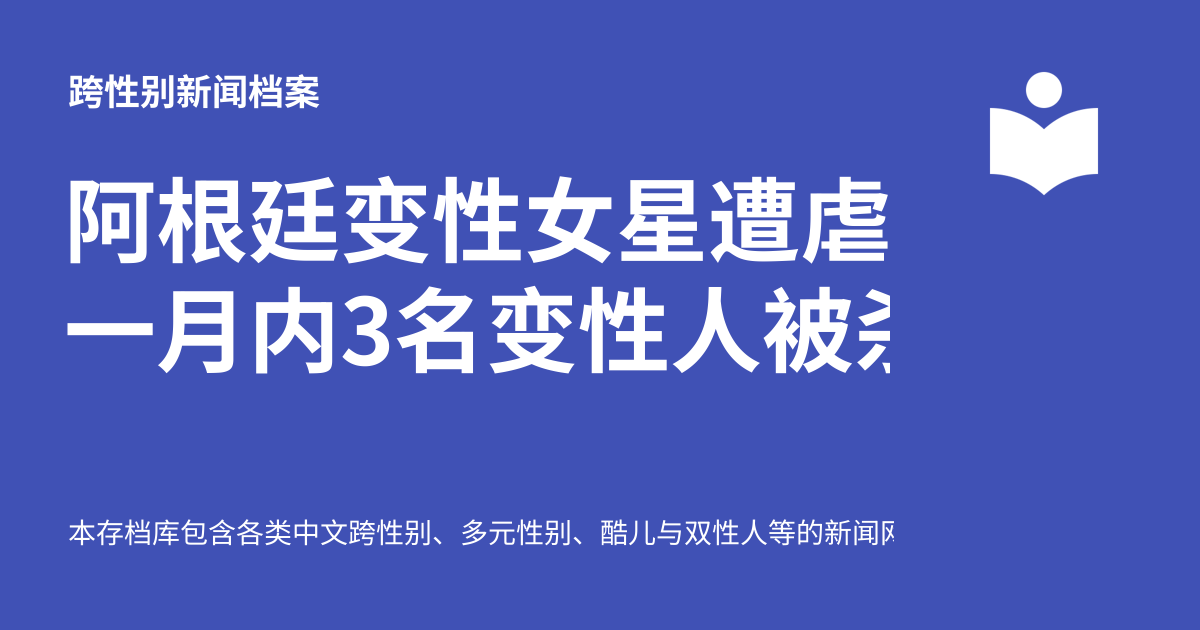 跨性别新闻档案
阿根廷变性女星遭虐
一月内3名变性人被
本存档库包含各类中文跨性别、多元性别、酷儿与双性人等的新闻